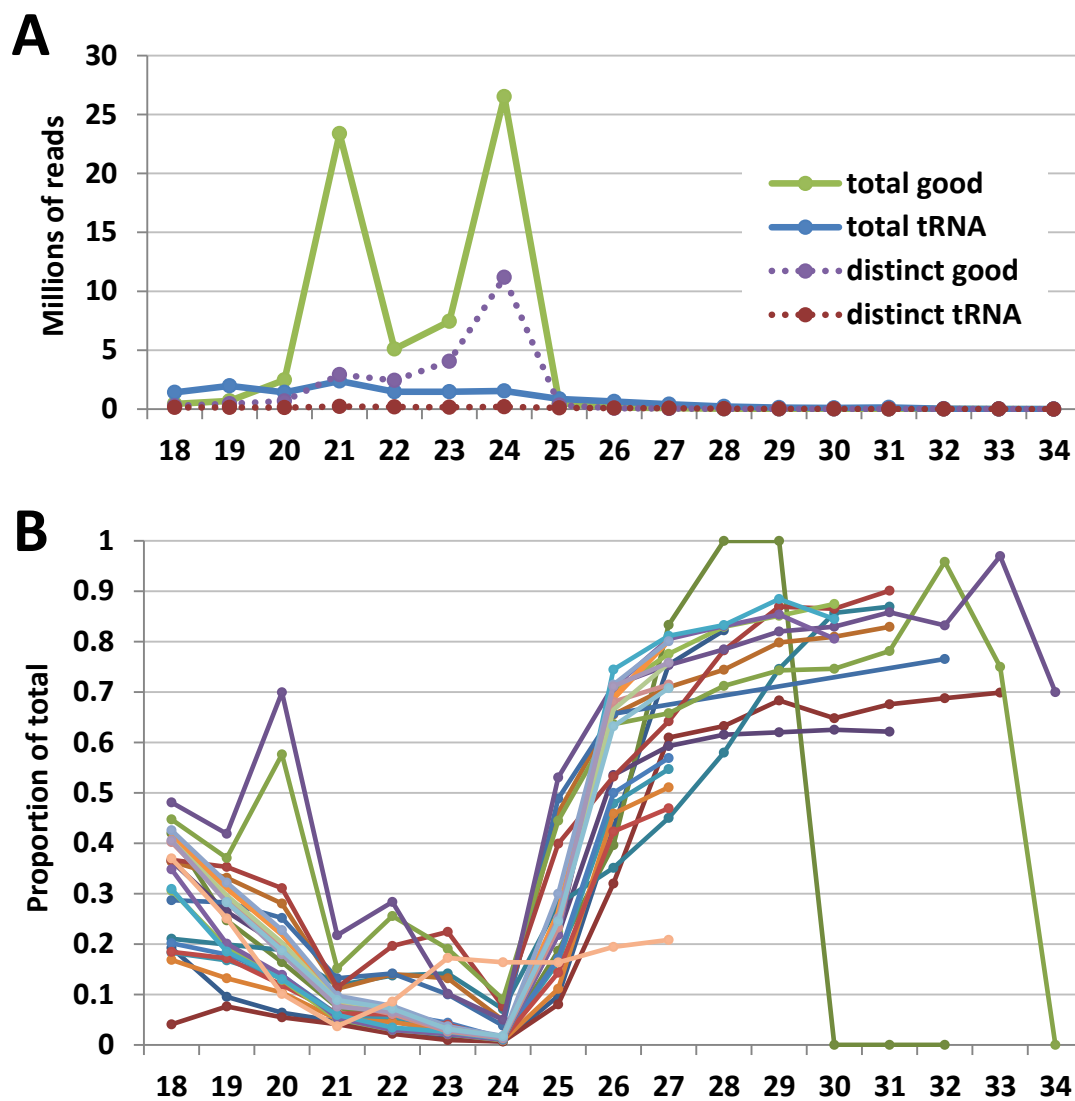 A
Millions of reads
30
25
20
15
10
5
0
total good
total tRNA
distinct good
distinct tRNA
18 19 20 21 22 23 24 25 26 27 28 29 30 31 32 33 34
B
Proportion of total
1
0.9
0.8
0.7
0.6
0.5
0.4
0.3
0.2
0.1
0
18 19 20 21 22 23 24 25 26 27 28 29 30 31 32 33 34